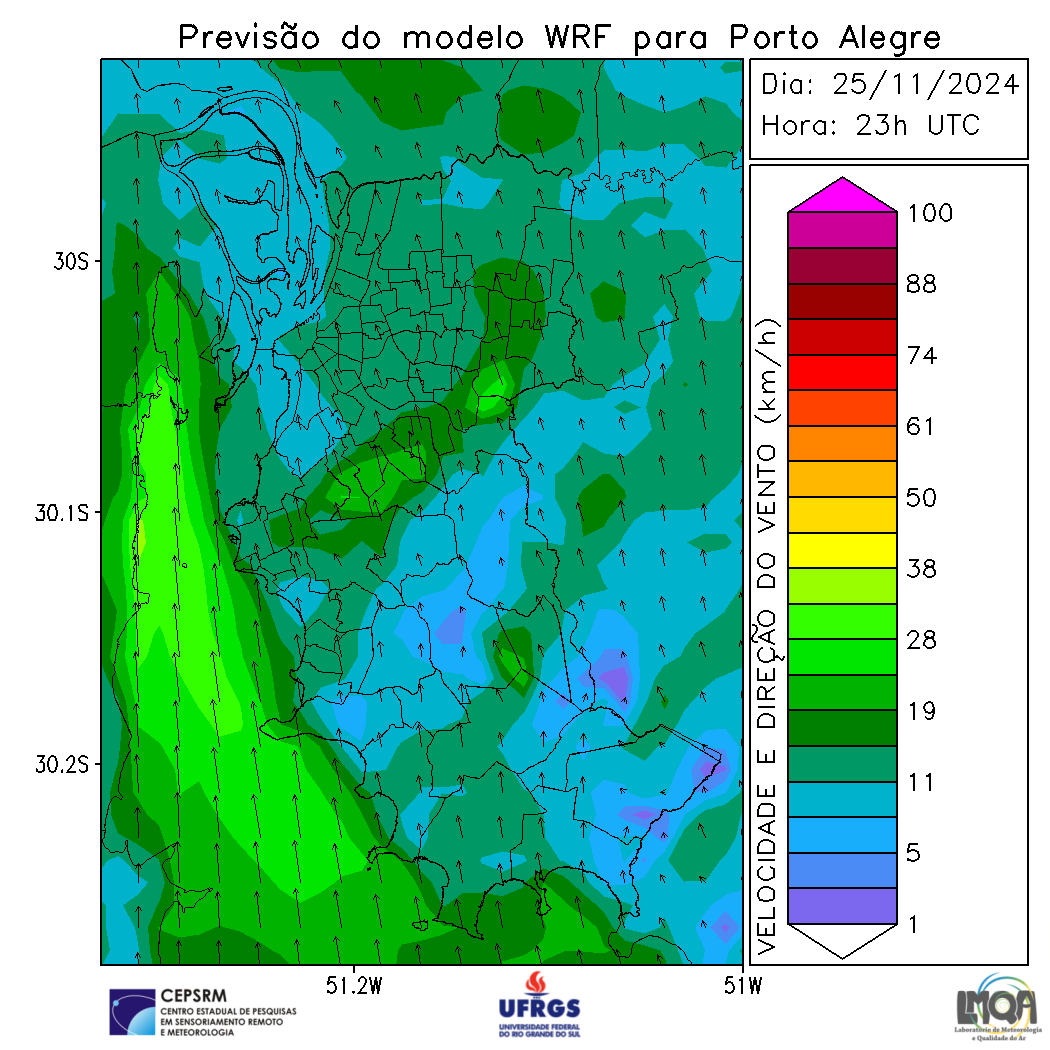 Previsão do modelo WRF para Porto Alegre
Dia: 25/11/2024
Hora: 23h UTC
30S
30.1S
30.2S
51.2W
51W
VELOCIDADE E DIREÇÃO DO VENTO (km/h)
100
88
74
61
50
38
28
19
11
5
1
CEPSRM
CENTRO ESTADUAL DE PESQUISAS
EM SENSORIAMENTO REMOTO
E METEOROLOGIA
UFRGS
UNIVERSIDADE FEDERAL
DO RIO GRANDE DO SUL
LMQA
Laboratório de Meteorologia
e Qualidade do Ar